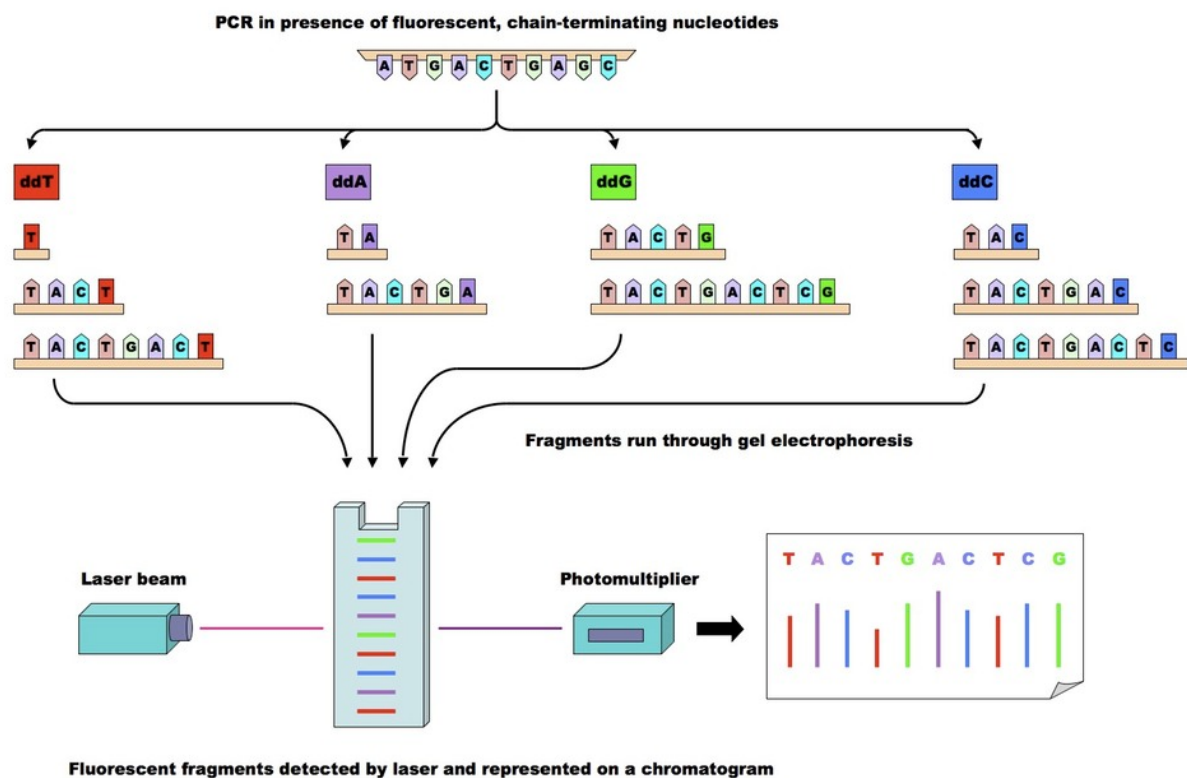 PCR in presence of fluorescent, chain-terminating nucleotides
A T G A C T G A G C
ddT ddA ddG ddC
T
T A C T
T A C T G A C T
T A
T A C T G A
T A C T G
T A C T G A C T C G
T A C
T A C T G A C
T A C T G A C T C
Fragments run through gel electrophoresis
Laser beam
Photomultiplier
T A C T G A C T C G
Fluorescent fragments detected by laser and represented on a chromatogram